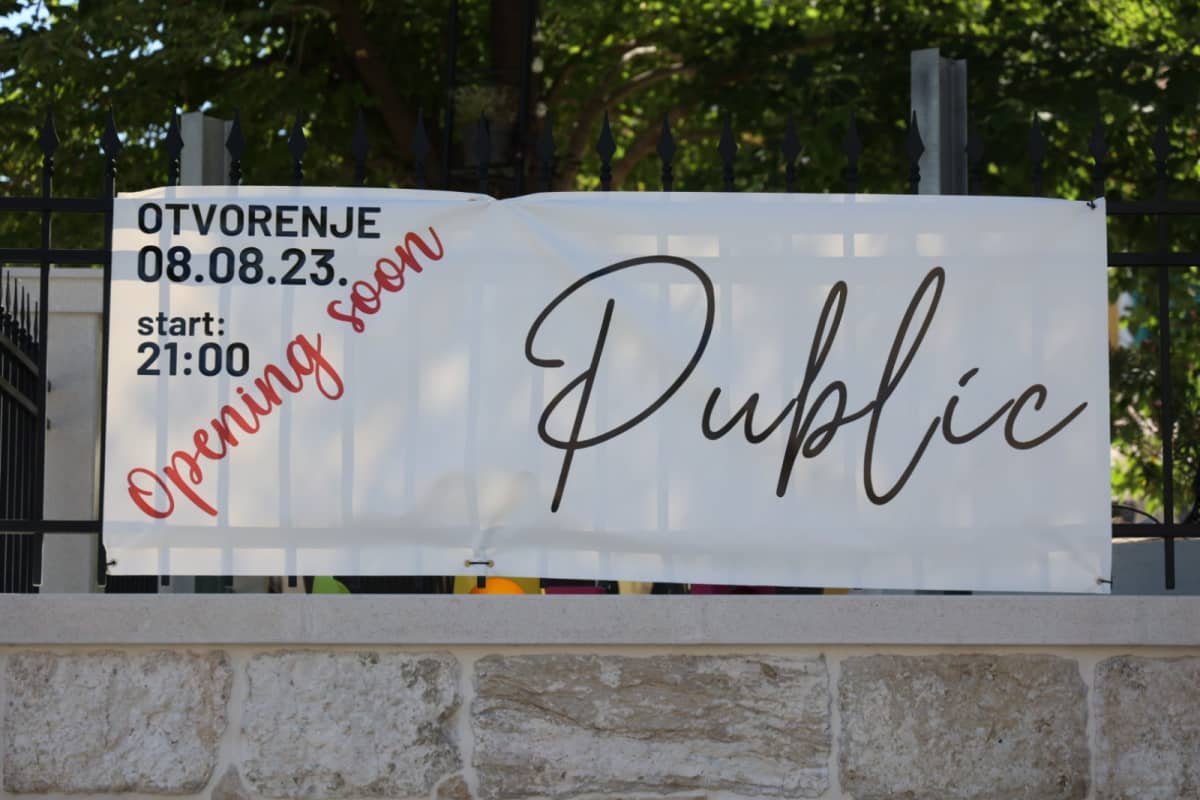 OTVORENJE
08.08.23.
start:
21:00
Opening soon
Public